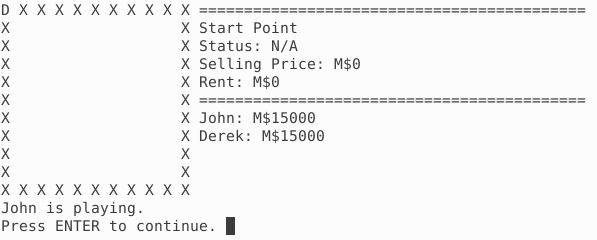 D X X X X X X X X X X ===========================================
X                   X Start Point
X                   X Status: N/A
X                   X Selling Price: M$0
X                   X Rent: M$0
X                   X ===========================================
X                   X John: M$15000
X                   X Derek: M$15000
X                   X
X                   X
X X X X X X X X X X X
John is playing.
Press ENTER to continue.